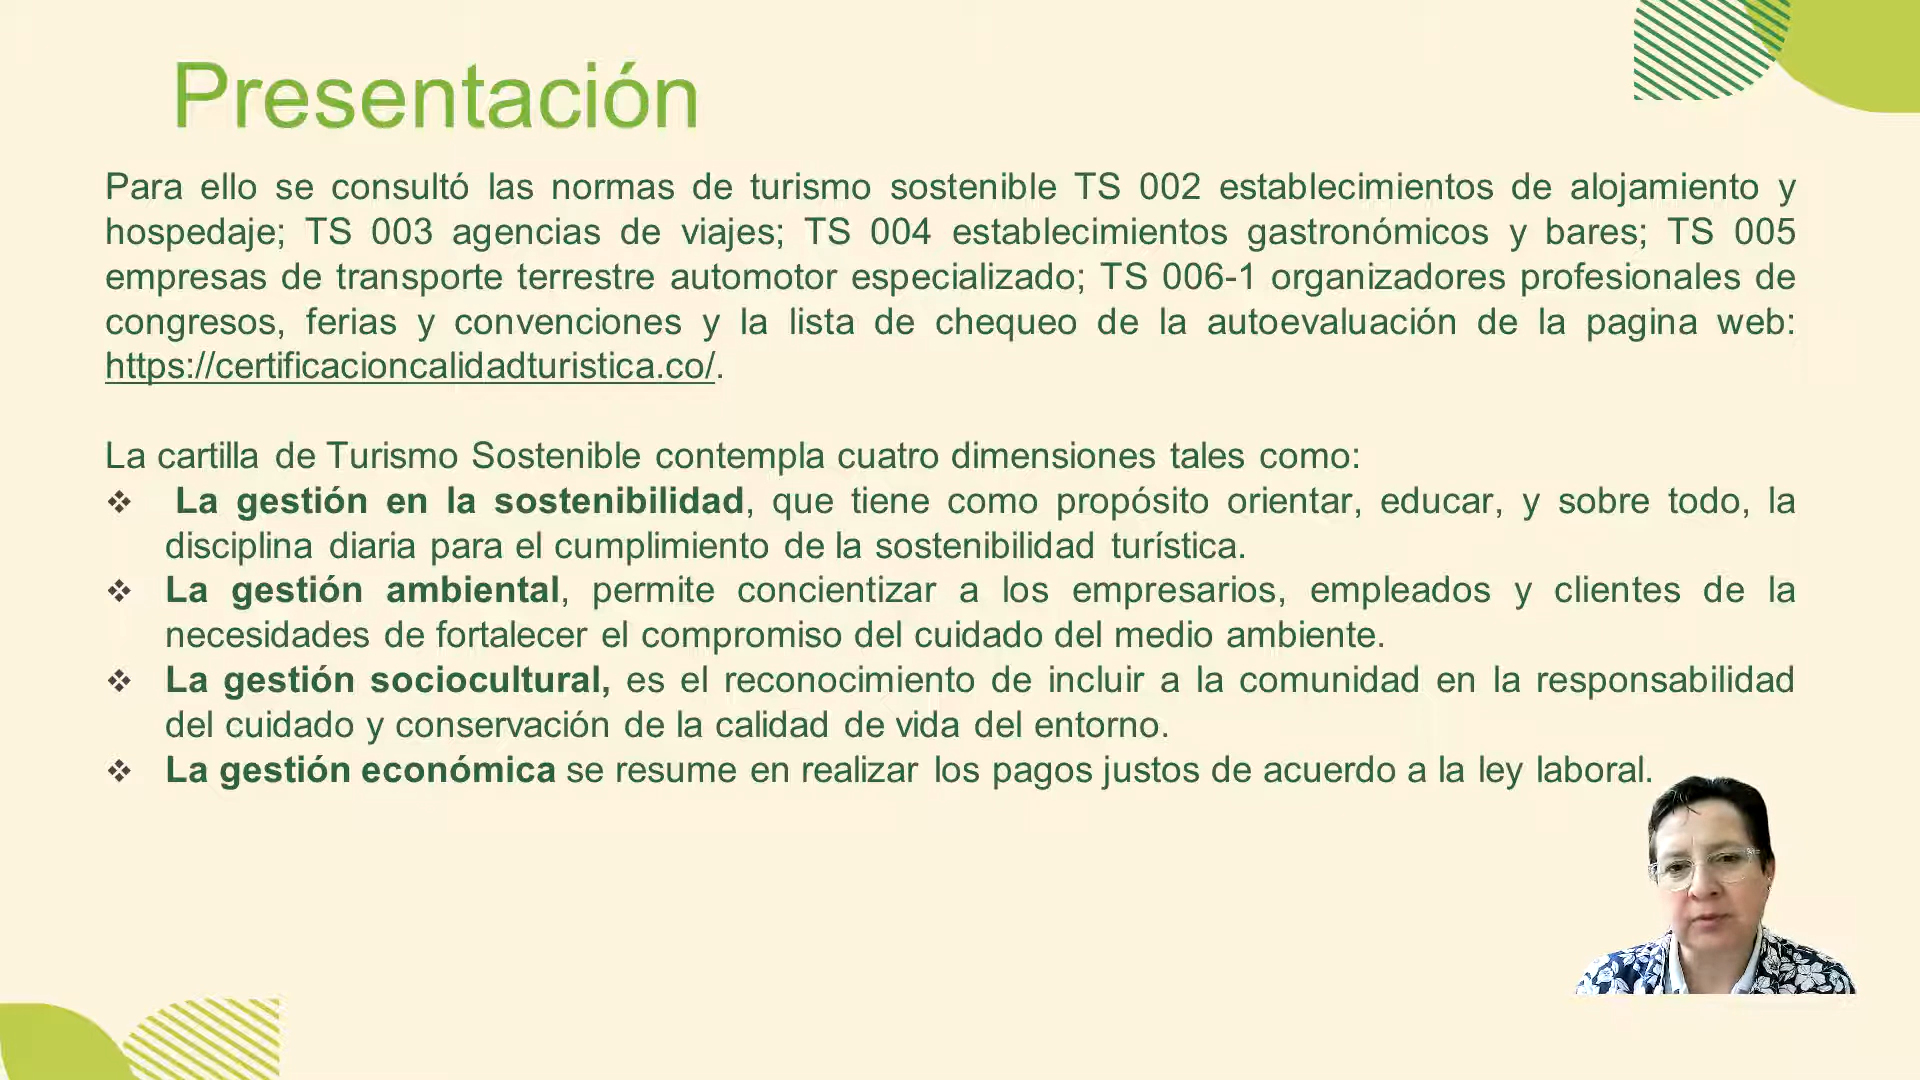 Presentación
Para ello se consultó las normas de turismo sostenible TS 002 establecimientos de alojamiento y
hospedaje; TS 003 agencias de viajes; TS 004 establecimientos gastronómicos y bares; TS 005
empresas de transporte terrestre automotor especializado; TS 006-1 organizadores profesionales de
congresos, ferias y convenciones y la lista de chequeo de la autoevaluación de la pagina web:
https://certificacioncalidadturistica.co/.
La cartilla de Turismo Sostenible contempla cuatro dimensiones tales como:
❖ La gestión en la sostenibilidad, que tiene como propósito orientar, educar, y sobre todo, la
disciplina diaria para el cumplimiento de la sostenibilidad turística.
❖ La gestión ambiental, permite concientizar a los empresarios, empleados y clientes de la
necesidades de fortalecer el compromiso del cuidado del medio ambiente.
❖ La gestión sociocultural, es el reconocimiento de incluir a la comunidad en la responsabilidad
del cuidado y conservación de la calidad de vida del entorno.
❖ La gestión económica se resume en realizar los pagos justos de acuerdo a la ley laboral.